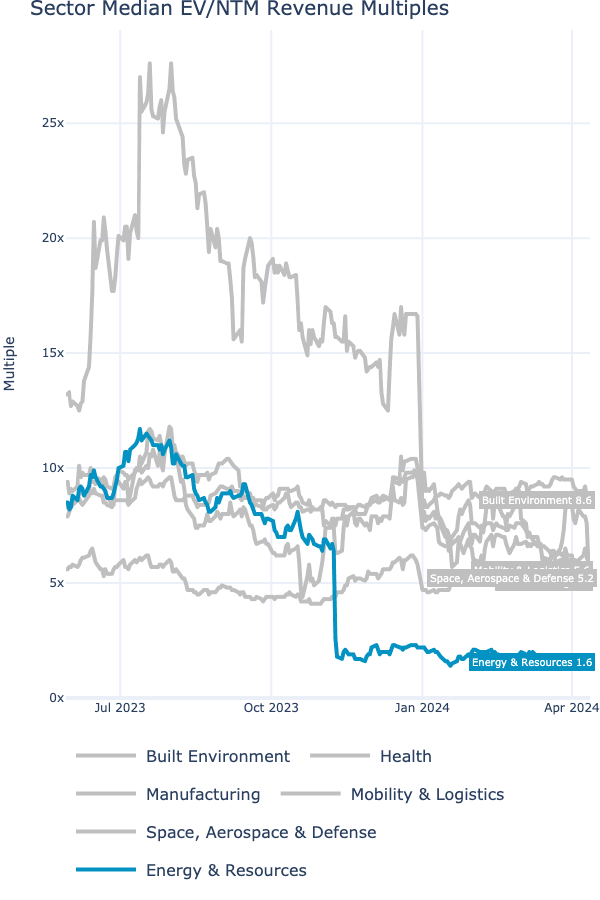 Sector Median EV/NTM Revenue Multiples
25x
20x
15x
10x
5x
0x
Multiple
Built Environment 8.6
Space, Aerospace & Defense 5.2
Energy & Resources 1.6
Jul 2023
Oct 2023
Jan 2024
Apr 2024
Built Environment
Health
Manufacturing
Mobility & Logistics
Space, Aerospace & Defense
Energy & Resources